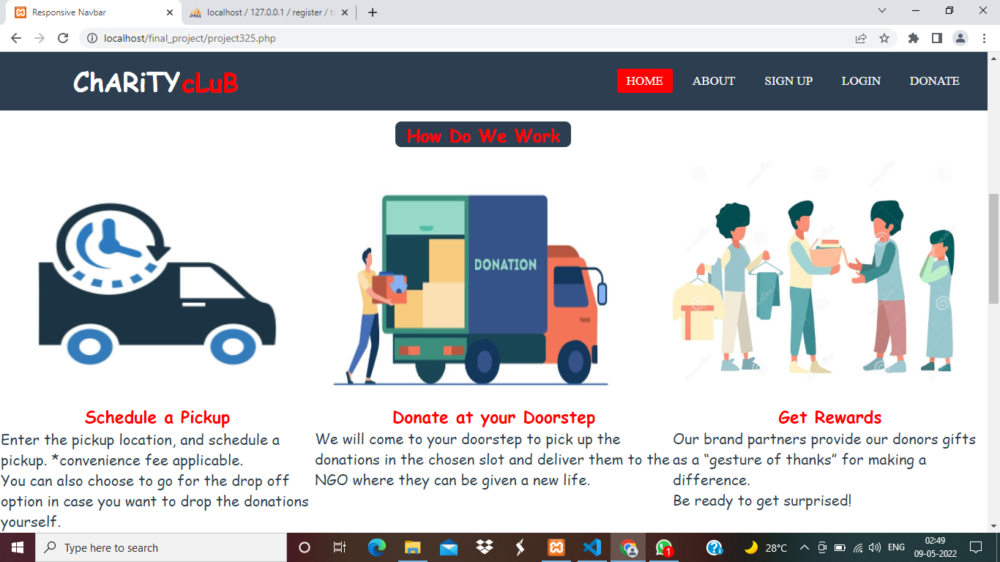 Responsive Navbar
localhost / 127.0.0.1 / register / ta
localhost/final_project/project325.php
ChARiTYcLuB
HOME ABOUT SIGN UP LOGIN DONATE
How Do We Work
DONATION
Schedule a Pickup
Enter the pickup location, and schedule a
pickup. *convenience fee applicable.
You can also choose to go for the drop off
option in case you want to drop the donations
yourself.
Donate at your Doorstep
We will come to your doorstep to pick up the
donations in the chosen slot and deliver them to the
NGO where they can be given a new life.
Get Rewards
Our brand partners provide our donors gifts
as a “gesture of thanks” for making a
difference.
Be ready to get surprised!
Type here to search
1
28°C
ENG
02:49
09-05-2022